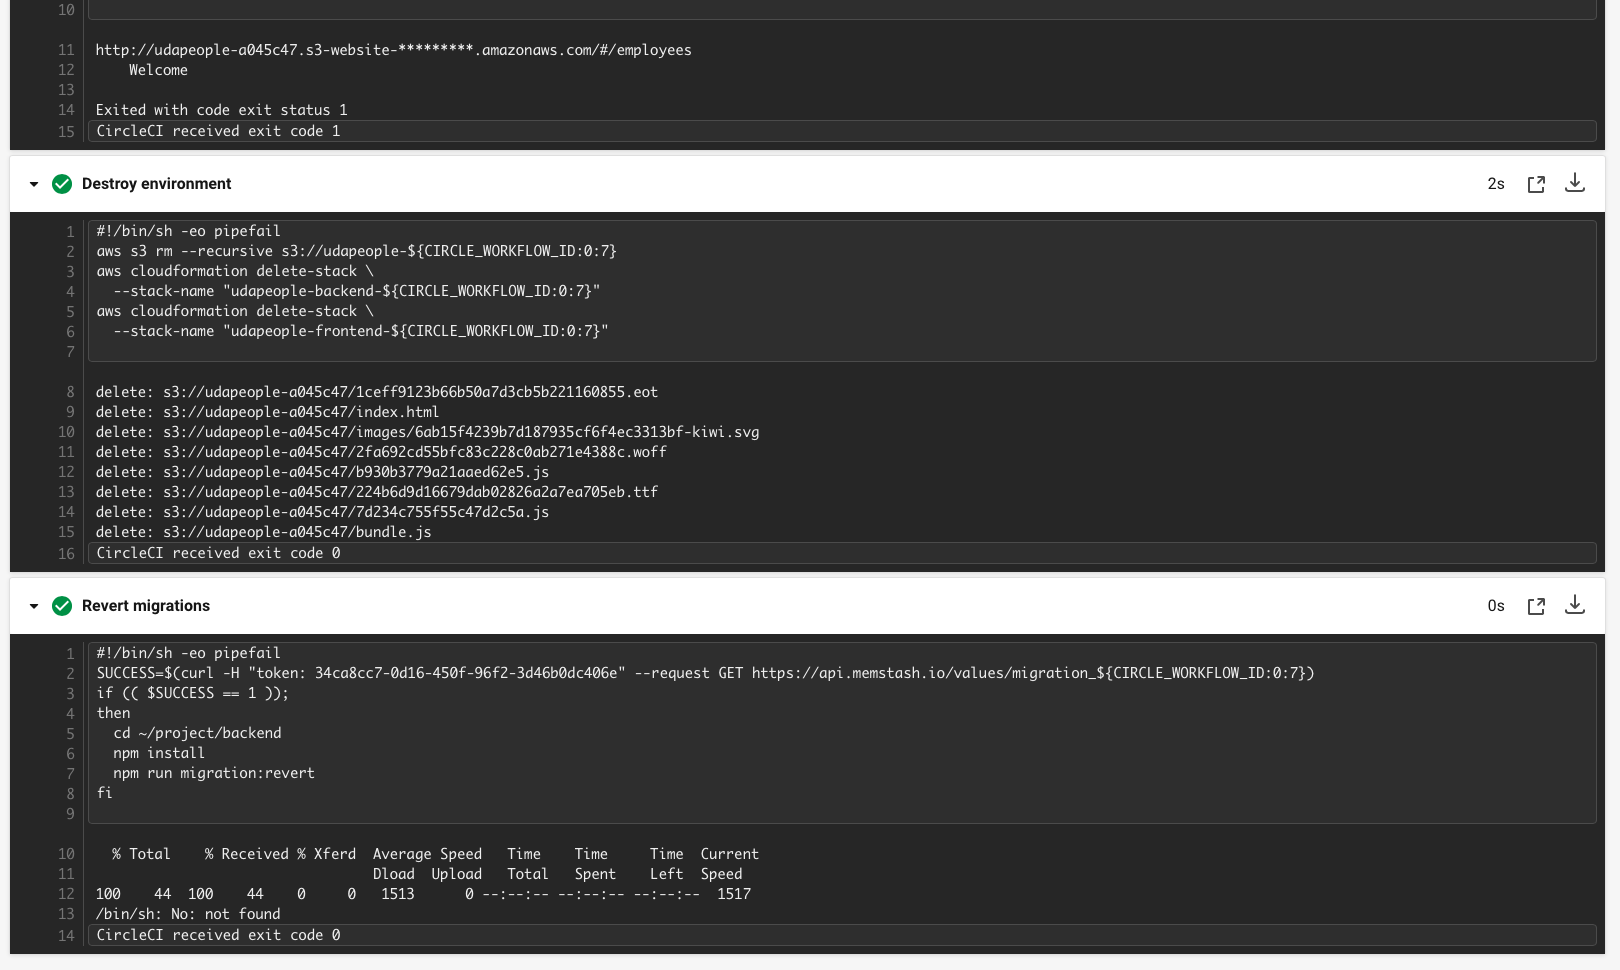 10
11 http://udapeople-a045c47.s3-website-*********.amazonaws.com/#/employees
12 Welcome
13
14 Exited with code exit status 1
15 CircleCI received exit code 1
Destroy environment 2s
1 #!/bin/sh -eo pipefail
2 aws s3 rm --recursive s3://udapeople-${CIRCLE_WORKFLOW_ID:0:7}
3 aws cloudformation delete-stack \
4 --stack-name "udapeople-backend-${CIRCLE_WORKFLOW_ID:0:7}"
5 aws cloudformation delete-stack \
6 --stack-name "udapeople-frontend-${CIRCLE_WORKFLOW_ID:0:7}"
7
8 delete: s3://udapeople-a045c47/1ceff9123b66b50a7d3cb5b221160855.eot
9 delete: s3://udapeople-a045c47/index.html
10 delete: s3://udapeople-a045c47/images/6ab15f4239b7d187935cf6f4ec3313bf-kiwi.svg
11 delete: s3://udapeople-a045c47/2fa692cd55bfc83c228c0ab271e4388c.woff
12 delete: s3://udapeople-a045c47/b930b3779a21aaed62e5.js
13 delete: s3://udapeople-a045c47/224b6d9d16679dab02826a2a7ea705eb.ttf
14 delete: s3://udapeople-a045c47/7d234c755f55c47d2c5a.js
15 delete: s3://udapeople-a045c47/bundle.js
16 CircleCI received exit code 0
Revert migrations 0s
1 #!/bin/sh -eo pipefail
2 SUCCESS=$(curl -H "token: 34ca8cc7-0d16-450f-96f2-3d46b0dc406e" --request GET https://api.memstash.io/values/migration_${CIRCLE_WORKFLOW_ID:0:7})
3 if (( $SUCCESS == 1 ));
4 then
5 cd ~/project/backend
6 npm install
7 npm run migration:revert
8 fi
9
10 % Total % Received % Xferd Average Speed Time Time Time Current
11 Dload Upload Total Spent Left Speed
12 100 44 100 44 0 0 1513 0 --:--:-- --:--:-- --:--:-- 1517
13 /bin/sh: No: not found
14 CircleCI received exit code 0